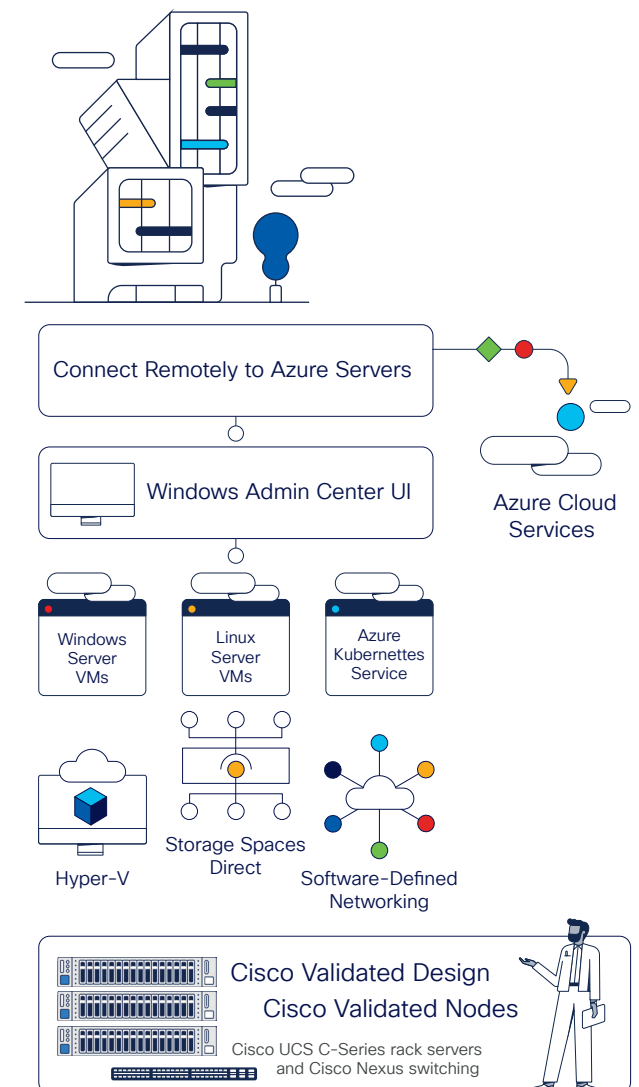 Connect Remotely to Azure Servers
Azure Cloud
Services
Windows Admin Center UI
Windows
Server
VMs
Linux
Server
VMs
Azure
Kubernettes
Service
Hyper-V
Storage Spaces
Direct
Software-Defined
Networking
Cisco Validated Design
Cisco Validated Nodes
Cisco UCS C-Series rack servers
and Cisco Nexus switching